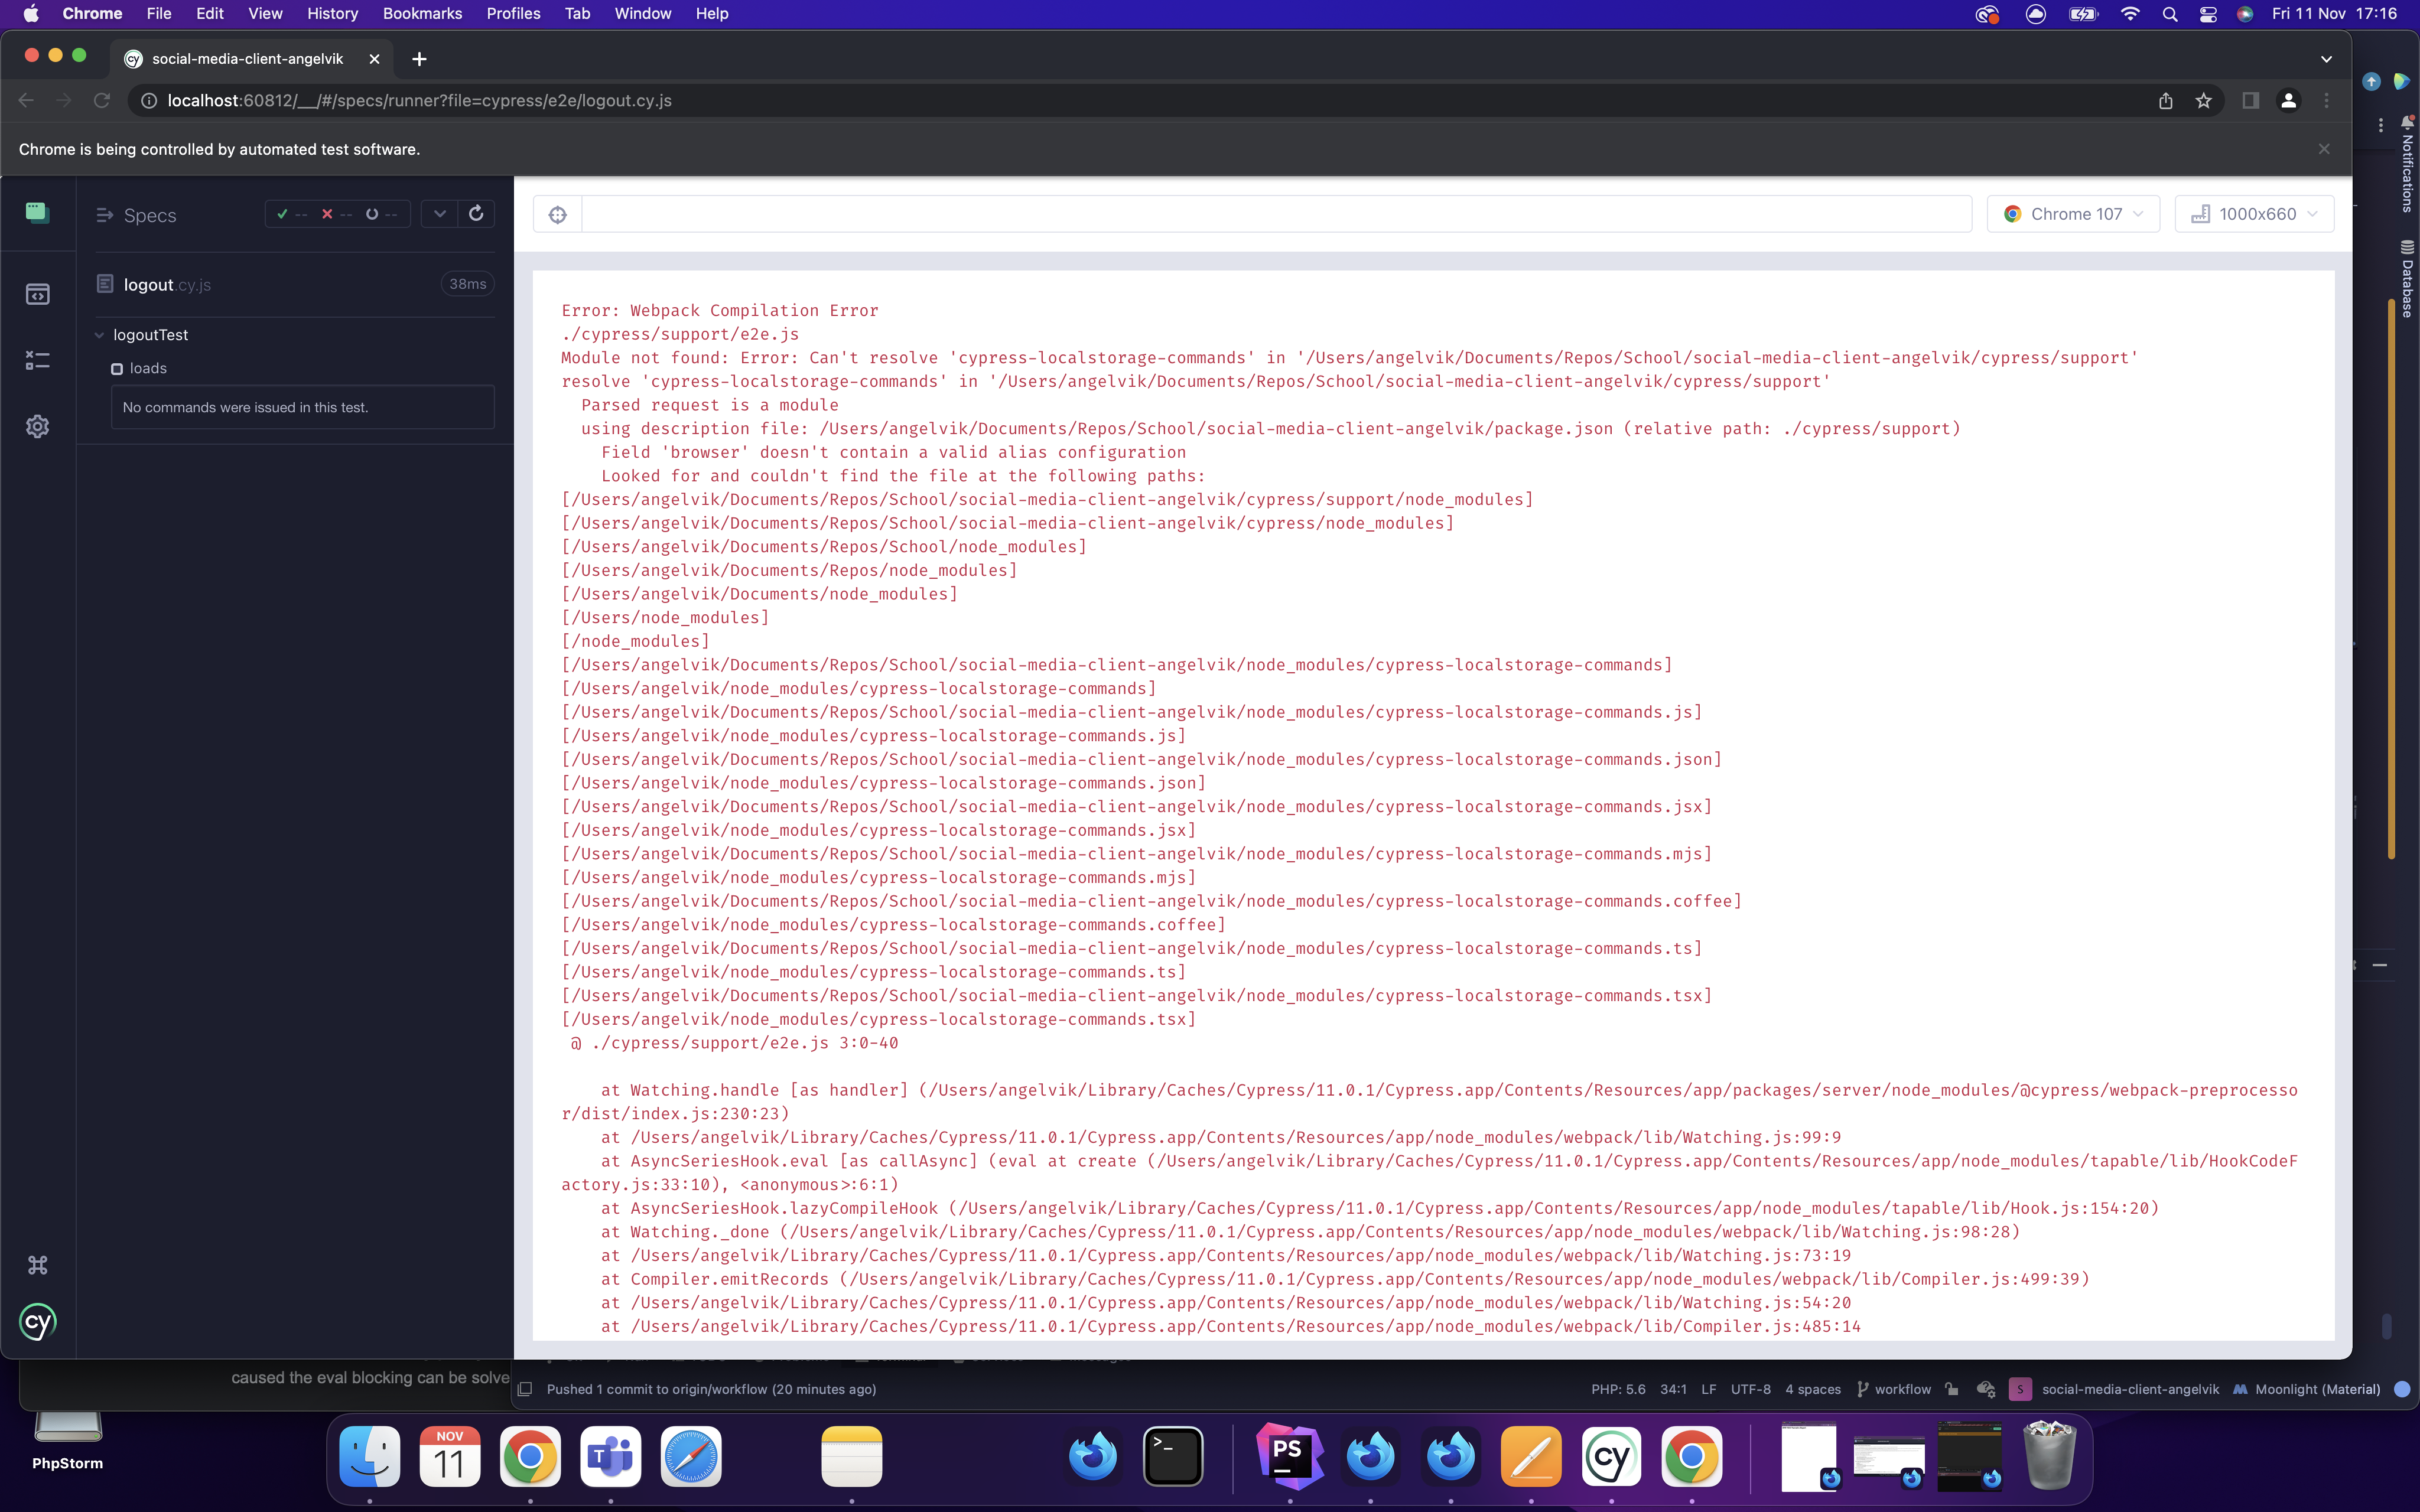 Chrome File Edit View History Bookmarks Profiles Tab Window Help Fri 11 Nov 17:16
social-media-client-angelvik
localhost:60812/__/#/specs/runner?file=cypress/e2e/logout.cy.js
Chrome is being controlled by automated test software.
Notifications
Database
Specs -- -- --
Chrome 107 1000x660
logout.cy.js 38ms
logoutTest
loads
No commands were issued in this test.
Error: Webpack Compilation Error
./cypress/support/e2e.js
Module not found: Error: Can't resolve 'cypress-localstorage-commands' in '/Users/angelvik/Documents/Repos/School/social-media-client-angelvik/cypress/support'
resolve 'cypress-localstorage-commands' in '/Users/angelvik/Documents/Repos/School/social-media-client-angelvik/cypress/support'
Parsed request is a module
using description file: /Users/angelvik/Documents/Repos/School/social-media-client-angelvik/package.json (relative path: ./cypress/support)
Field 'browser' doesn't contain a valid alias configuration
Looked for and couldn't find the file at the following paths:
[/Users/angelvik/Documents/Repos/School/social-media-client-angelvik/cypress/support/node_modules]
[/Users/angelvik/Documents/Repos/School/social-media-client-angelvik/cypress/node_modules]
[/Users/angelvik/Documents/Repos/School/node_modules]
[/Users/angelvik/Documents/Repos/node_modules]
[/Users/angelvik/Documents/node_modules]
[/Users/node_modules]
[/node_modules]
[/Users/angelvik/Documents/Repos/School/social-media-client-angelvik/node_modules/cypress-localstorage-commands]
[/Users/angelvik/node_modules/cypress-localstorage-commands]
[/Users/angelvik/Documents/Repos/School/social-media-client-angelvik/node_modules/cypress-localstorage-commands.js]
[/Users/angelvik/node_modules/cypress-localstorage-commands.js]
[/Users/angelvik/Documents/Repos/School/social-media-client-angelvik/node_modules/cypress-localstorage-commands.json]
[/Users/angelvik/node_modules/cypress-localstorage-commands.json]
[/Users/angelvik/Documents/Repos/School/social-media-client-angelvik/node_modules/cypress-localstorage-commands.jsx]
[/Users/angelvik/node_modules/cypress-localstorage-commands.jsx]
[/Users/angelvik/Documents/Repos/School/social-media-client-angelvik/node_modules/cypress-localstorage-commands.mjs]
[/Users/angelvik/node_modules/cypress-localstorage-commands.mjs]
[/Users/angelvik/Documents/Repos/School/social-media-client-angelvik/node_modules/cypress-localstorage-commands.coffee]
[/Users/angelvik/node_modules/cypress-localstorage-commands.coffee]
[/Users/angelvik/Documents/Repos/School/social-media-client-angelvik/node_modules/cypress-localstorage-commands.ts]
[/Users/angelvik/node_modules/cypress-localstorage-commands.ts]
[/Users/angelvik/Documents/Repos/School/social-media-client-angelvik/node_modules/cypress-localstorage-commands.tsx]
[/Users/angelvik/node_modules/cypress-localstorage-commands.tsx]
@ ./cypress/support/e2e.js 3:0-40
at Watching.handle [as handler] (/Users/angelvik/Library/Caches/Cypress/11.0.1/Cypress.app/Contents/Resources/app/packages/server/node_modules/@cypress/webpack-preprocesso
r/dist/index.js:230:23)
at /Users/angelvik/Library/Caches/Cypress/11.0.1/Cypress.app/Contents/Resources/app/node_modules/webpack/lib/Watching.js:99:9
at AsyncSeriesHook.eval [as callAsync] (eval at create (/Users/angelvik/Library/Caches/Cypress/11.0.1/Cypress.app/Contents/Resources/app/node_modules/tapable/lib/HookCodeF
actory.js:33:10), <anonymous>:6:1)
at AsyncSeriesHook.lazyCompileHook (/Users/angelvik/Library/Caches/Cypress/11.0.1/Cypress.app/Contents/Resources/app/node_modules/tapable/lib/Hook.js:154:20)
at Watching._done (/Users/angelvik/Library/Caches/Cypress/11.0.1/Cypress.app/Contents/Resources/app/node_modules/webpack/lib/Watching.js:98:28)
at /Users/angelvik/Library/Caches/Cypress/11.0.1/Cypress.app/Contents/Resources/app/node_modules/webpack/lib/Watching.js:73:19
at Compiler.emitRecords (/Users/angelvik/Library/Caches/Cypress/11.0.1/Cypress.app/Contents/Resources/app/node_modules/webpack/lib/Compiler.js:499:39)
at /Users/angelvik/Library/Caches/Cypress/11.0.1/Cypress.app/Contents/Resources/app/node_modules/webpack/lib/Watching.js:54:20
at /Users/angelvik/Library/Caches/Cypress/11.0.1/Cypress.app/Contents/Resources/app/node_modules/webpack/lib/Compiler.js:485:14
caused the eval blocking can be solve
Pushed 1 commit to origin/workflow (20 minutes ago) PHP: 5.6 34:1 LF UTF-8 4 spaces workflow S social-media-client-angelvik Moonlight (Material)
PhpStorm
NOV
11
T
PS
cy